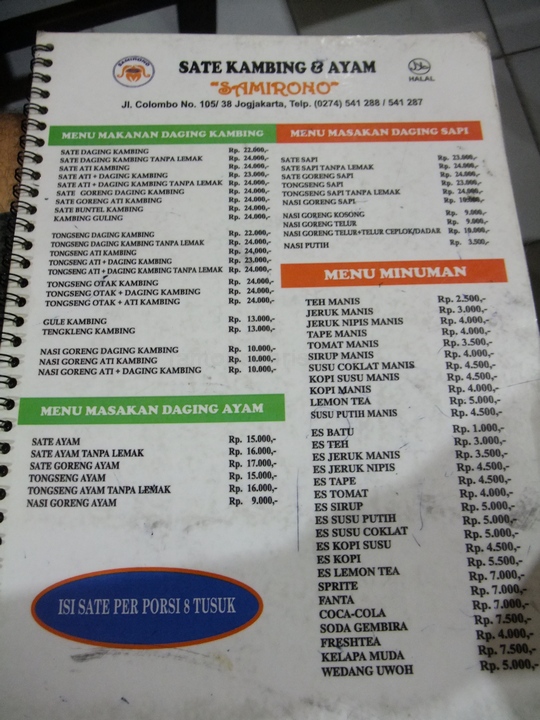 SAMIRONO
SATE KAMBING & AYAM
"SAMIRONO"
HALAL
Jl. Colombo No. 105/ 38 Jogjakarta, Telp. (0274) 541 288 / 541 287
MENU MAKANAN DAGING KAMBING
SATE DAGING KAMBING Rp. 22.000,-
SATE DAGING KAMBING TANPA LEMAK Rp. 24.000,-
SATE ATI KAMBING Rp. 24.000,-
SATE ATI + DAGING KAMBING Rp. 23.000,-
SATE ATI + DAGING KAMBING TANPA LEMAK Rp. 24.000,-
SATE GORENG DAGING KAMBING Rp. 24.000,-
SATE GORENG ATI KAMBING Rp. 24.000,-
SATE BUNTEL KAMBING Rp. 24.000,-
KAMBING GULING Rp. 24.000,-
TONGSENG DAGING KAMBING Rp. 22.000,-
TONGSENG DAGING KAMBING TANPA LEMAK Rp. 24.000,-
TONGSENG ATI KAMBING Rp. 24.000,-
TONGSENG ATI + DAGING KAMBING Rp. 23.000,-
TONGSENG ATI + DAGING KAMBING TANPA LEMAK Rp. 24.000,-
TONGSENG OTAK KAMBING Rp. 24.000,-
TONGSENG OTAK + DAGING KAMBING Rp. 24.000,-
TONGSENG OTAK + ATI KAMBING Rp. 24.000,-
GULE KAMBING Rp. 13.000,-
TENGKLENG KAMBING Rp. 13.000,-
NASI GORENG DAGING KAMBING Rp. 10.000,-
NASI GORENG ATI KAMBING Rp. 10.000,-
NASI GORENG ATI + DAGING KAMBING Rp. 10.000,-
MENU MASAKAN DAGING AYAM
SATE AYAM Rp. 15.000,-
SATE AYAM TANPA LEMAK Rp. 16.000,-
SATE GORENG AYAM Rp. 17.000,-
TONGSENG AYAM Rp. 15.000,-
TONGSENG AYAM TANPA LEMAK Rp. 16.000,-
NASI GORENG AYAM Rp. 9.000,-
ISI SATE PER PORSI 8 TUSUK
MENU MASAKAN DAGING SAPI
SATE SAPI Rp. 23.000,-
SATE SAPI TANPA LEMAK Rp. 24.000,-
SATE GORENG SAPI Rp. 24.000,-
TONGSENG SAPI Rp. 23.000,-
TONGSENG SAPI TANPA LEMAK Rp. 24.000,-
NASI GORENG SAPI Rp. 10.000,-
NASI GORENG KOSONG Rp. 9.000,-
NASI GORENG TELUR Rp. 9.000,-
NASI GORENG TELUR+TELUR CEPLOK/DADAR Rp. 10.000,-
NASI PUTIH Rp. 3.500,-
MENU MINUMAN
TEH MANIS Rp. 2.500,-
JERUK MANIS Rp. 3.000,-
JERUK NIPIS MANIS Rp. 4.000,-
TAPE MANIS Rp. 4.000,-
TOMAT MANIS Rp. 3.500,-
SIRUP MANIS Rp. 4.000,-
SUSU COKLAT MANIS Rp. 4.500,-
KOPI SUSU MANIS Rp. 4.500,-
KOPI MANIS Rp. 4.000,-
LEMON TEA Rp. 5.000,-
SUSU PUTIH MANIS Rp. 4.500,-
ES BATU Rp. 1.000,-
ES TEH Rp. 3.000,-
ES JERUK MANIS Rp. 3.500,-
ES JERUK NIPIS Rp. 4.500,-
ES TAPE Rp. 4.500,-
ES TOMAT Rp. 4.000,-
ES SIRUP Rp. 5.000,-
ES SUSU PUTIH Rp. 5.000,-
ES SUSU COKLAT Rp. 5.000,-
ES KOPI SUSU Rp. 4.500,-
ES KOPI Rp. 5.500,-
ES LEMON TEA Rp. 7.000,-
SPRITE Rp. 7.000,-
FANTA Rp. 7.000,-
COCA-COLA Rp. 7.500,-
SODA GEMBIRA Rp. 4.000,-
FRESHTEA Rp. 7.500,-
KELAPA MUDA Rp. 5.000,-
WEDANG UWOH